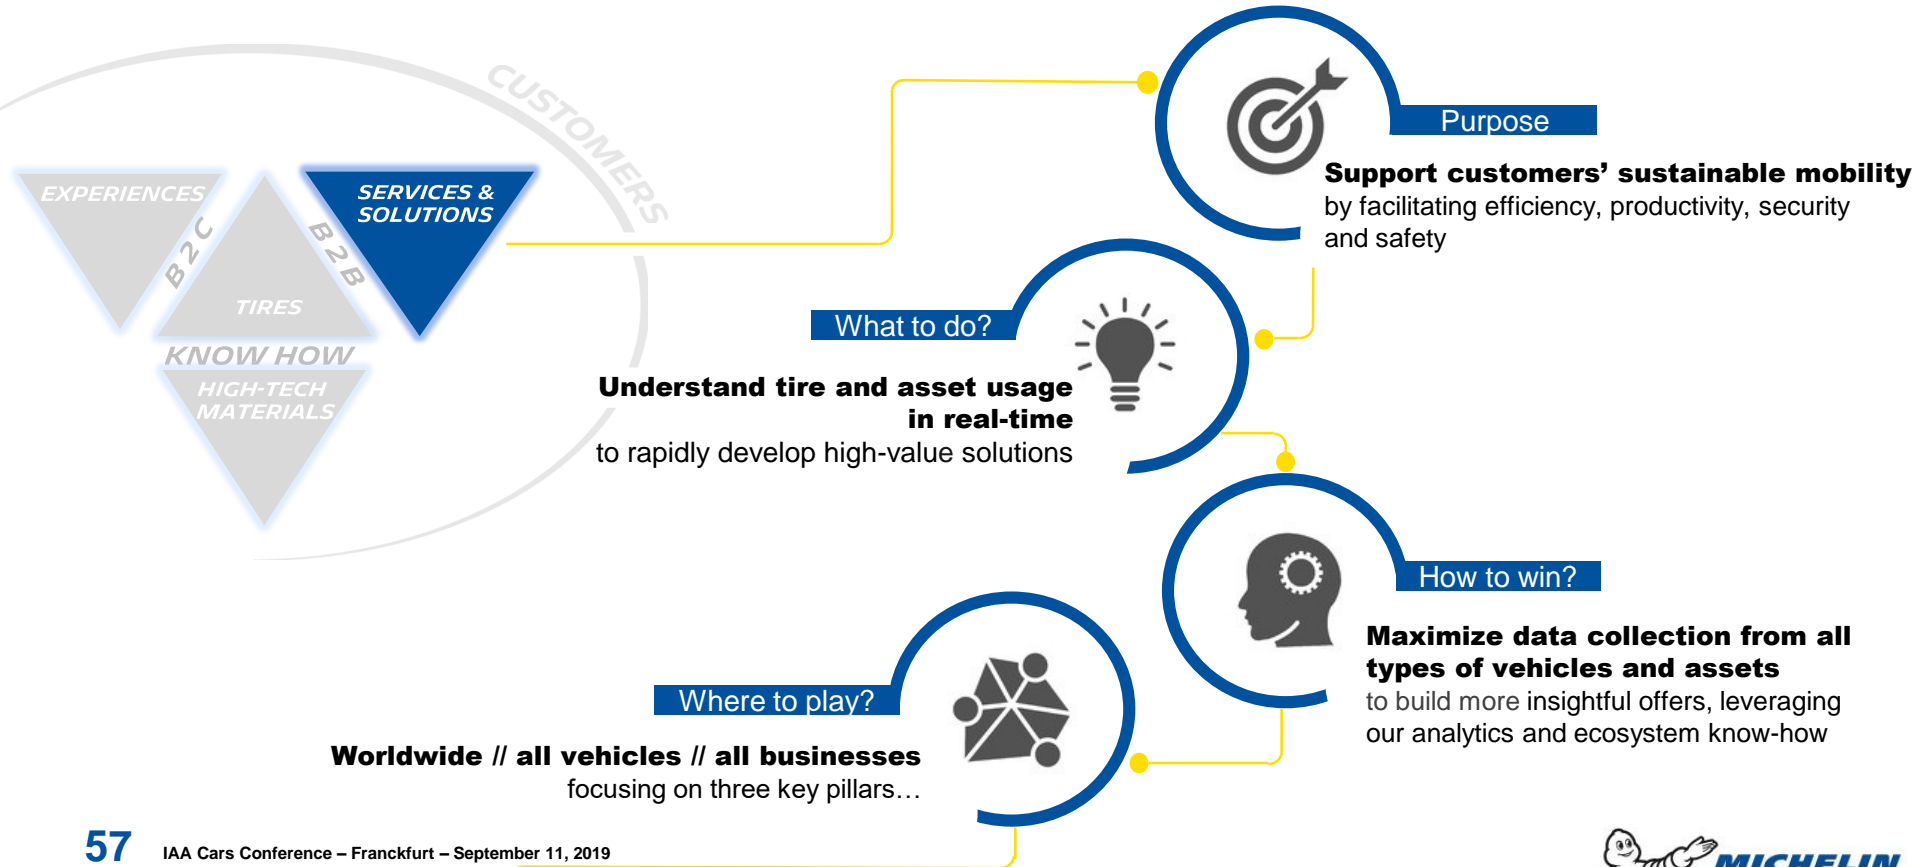 CUSTOMERS
EXPERIENCES
B2C
TIRES
B2B
SERVICES &
SOLUTIONS
KNOW HOW
HIGH-TECH
MATERIALS
Purpose
Support customers’ sustainable mobility
by facilitating efficiency, productivity, security
and safety
What to do?
Understand tire and asset usage
in real-time
to rapidly develop high-value solutions
How to win?
Maximize data collection from all
types of vehicles and assets
to build more insightful offers, leveraging
our analytics and ecosystem know-how
Where to play?
Worldwide // all vehicles // all businesses
focusing on three key pillars…
57 IAA Cars Conference – Franckfurt – September 11, 2019
MICHELIN